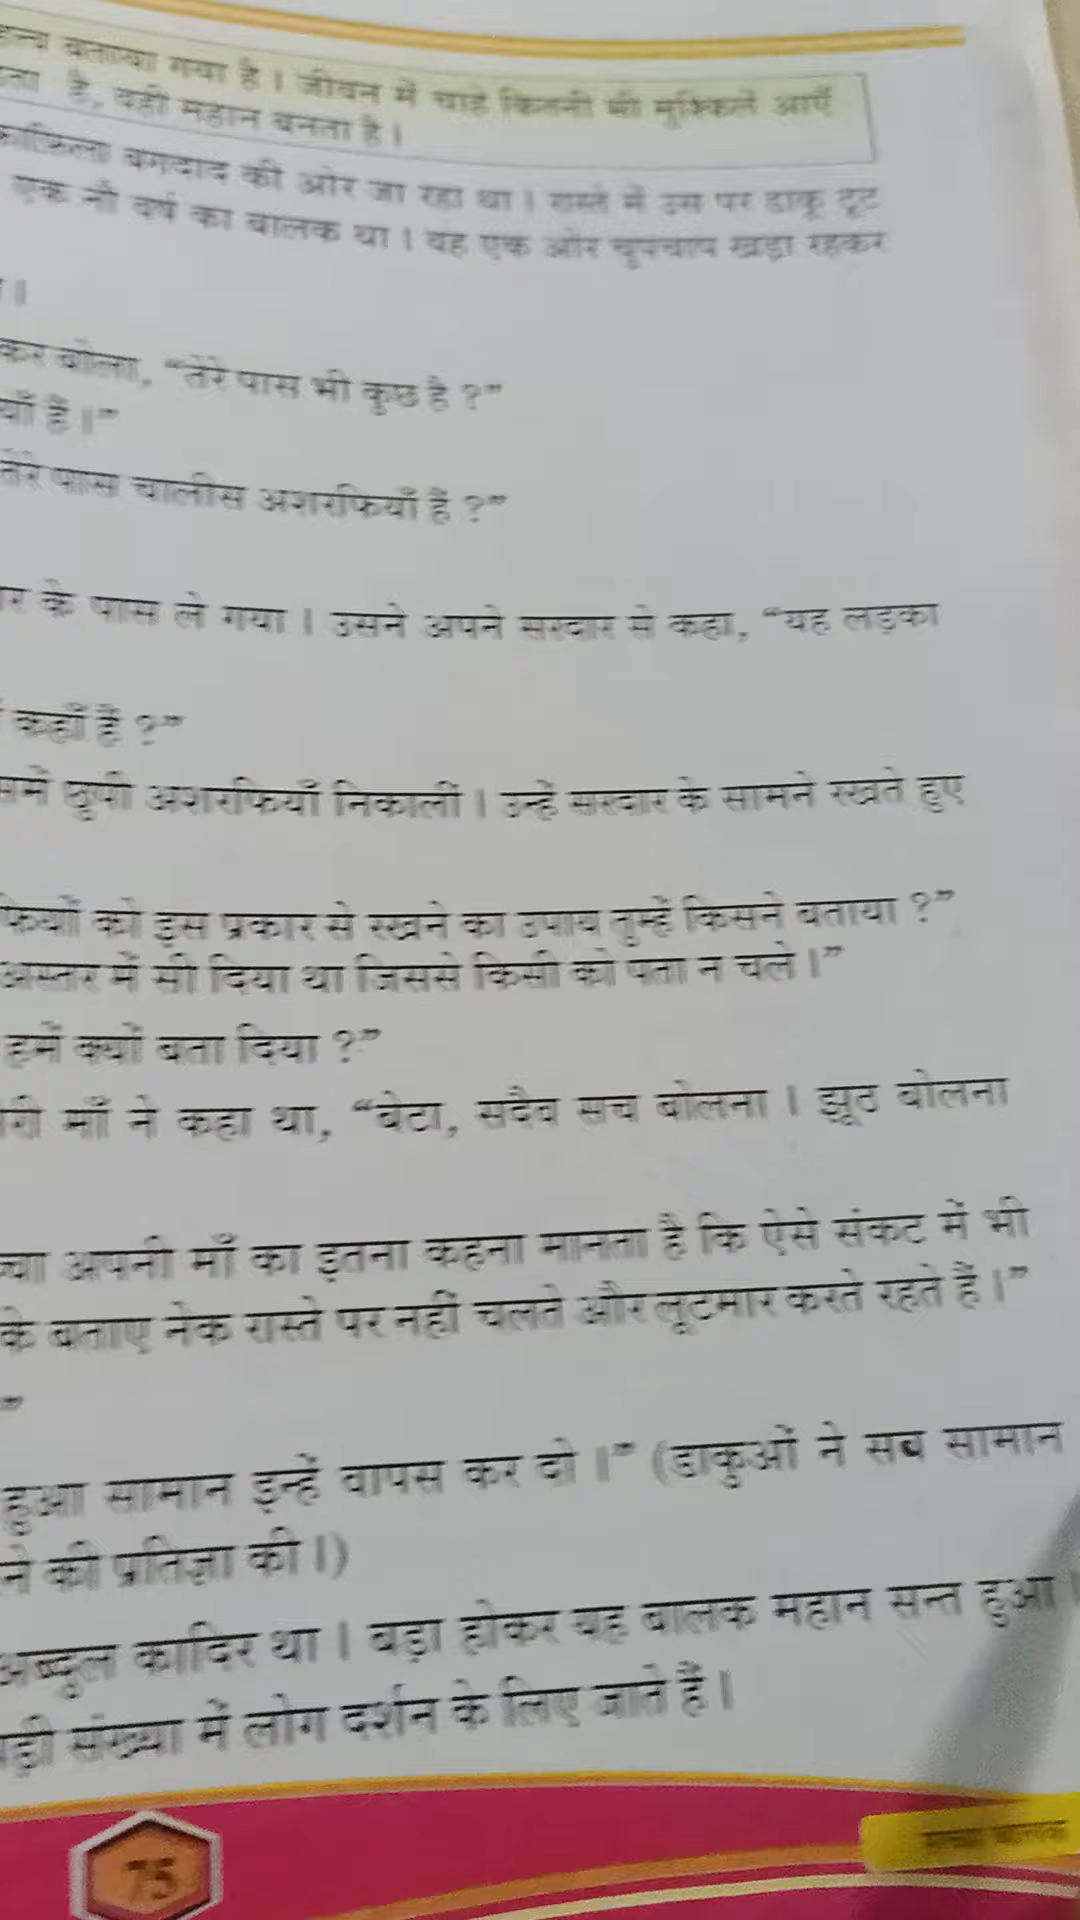 बताया गया है । जीवन में चाहे कितनी भी मुश्किलें आएँ
है, वही महान बनता है ।
काफ़िला बगदाद की ओर जा रहा था । रास्ते में उस पर डाकू टूट
एक नौ वर्ष का बालक था । वह एक ओर चुपचाप खड़ा रहकर
।
कर बोला, “तेरे पास भी कुछ है ?”
याँ हैं ।”
तेरे पास चालीस अशरफियाँ हैं ?”
र के पास ले गया । उसने अपने सरदार से कहा, “यह लड़का
कहाँ हैं ?”
में छुपी अशरफियाँ निकालीं । उन्हें सरदार के सामने रखते हुए
फियों को इस प्रकार से रखने का उपाय तुम्हें किसने बताया ?”
अस्तर में सी दिया था जिससे किसी को पता न चले ।”
हमें क्यों बता दिया ?”
री माँ ने कहा था, “बेटा, सदैव सच बोलना । झूठ बोलना
च्चा अपनी माँ का इतना कहना मानता है कि ऐसे संकट में भी
के बताए नेक रास्ते पर नहीं चलते और लूटमार करते रहते हैं ।”
”
हुआ सामान इन्हें वापस कर दो ।” (डाकुओं ने सब सामान
ने की प्रतिज्ञा की ।)
अब्दुल कादिर था । बड़ा होकर यह बालक महान सन्त हुआ ।
ड़ी संख्या में लोग दर्शन के लिए जाते हैं ।
75